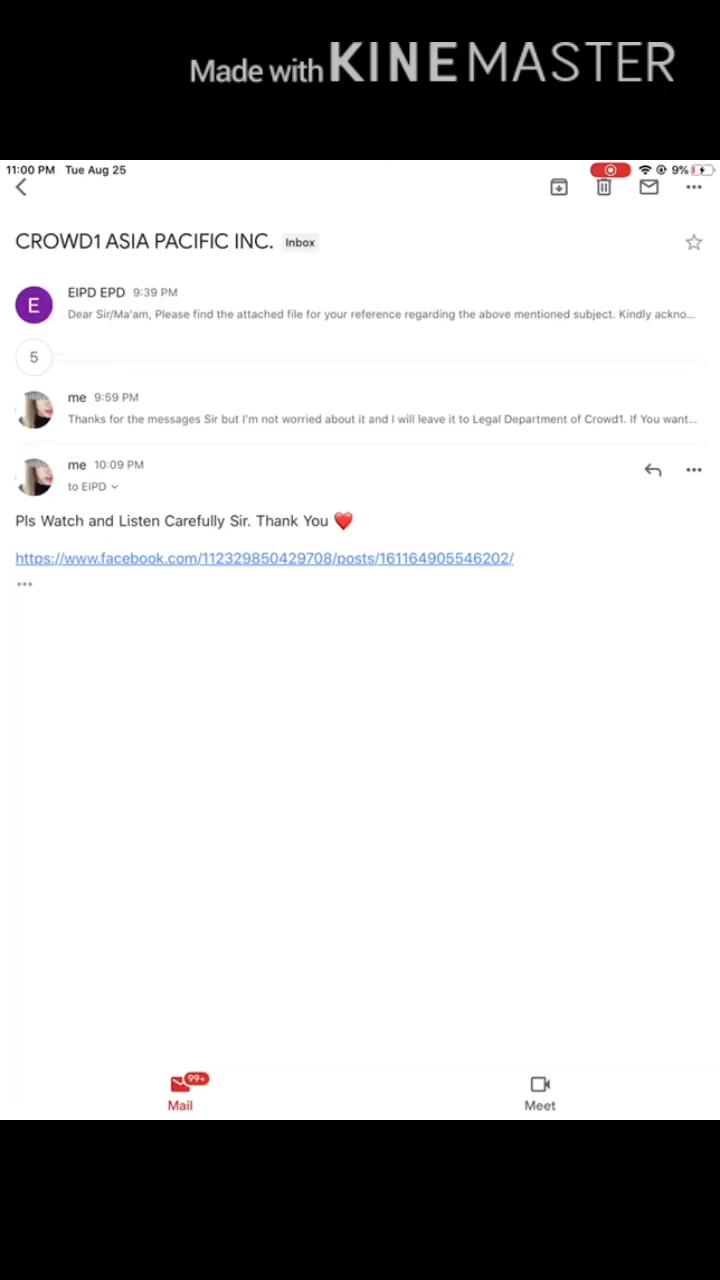 Made with KINEMASTER
11:00 PM Tue Aug 25
9%
CROWD1 ASIA PACIFIC INC. Inbox
E
EIPD EPD 9:39 PM
Dear Sir/Ma'am, Please find the attached file for your reference regarding the above mentioned subject. Kindly ackno...
5
me 9:59 PM
Thanks for the messages Sir but I'm not worried about it and I will leave it to Legal Department of Crowd1. If You want...
me 10:09 PM
to EIPD
Pls Watch and Listen Carefully Sir. Thank You ❤️
https://www.facebook.com/112329850429708/posts/161164905546202/
99+
Mail
Meet